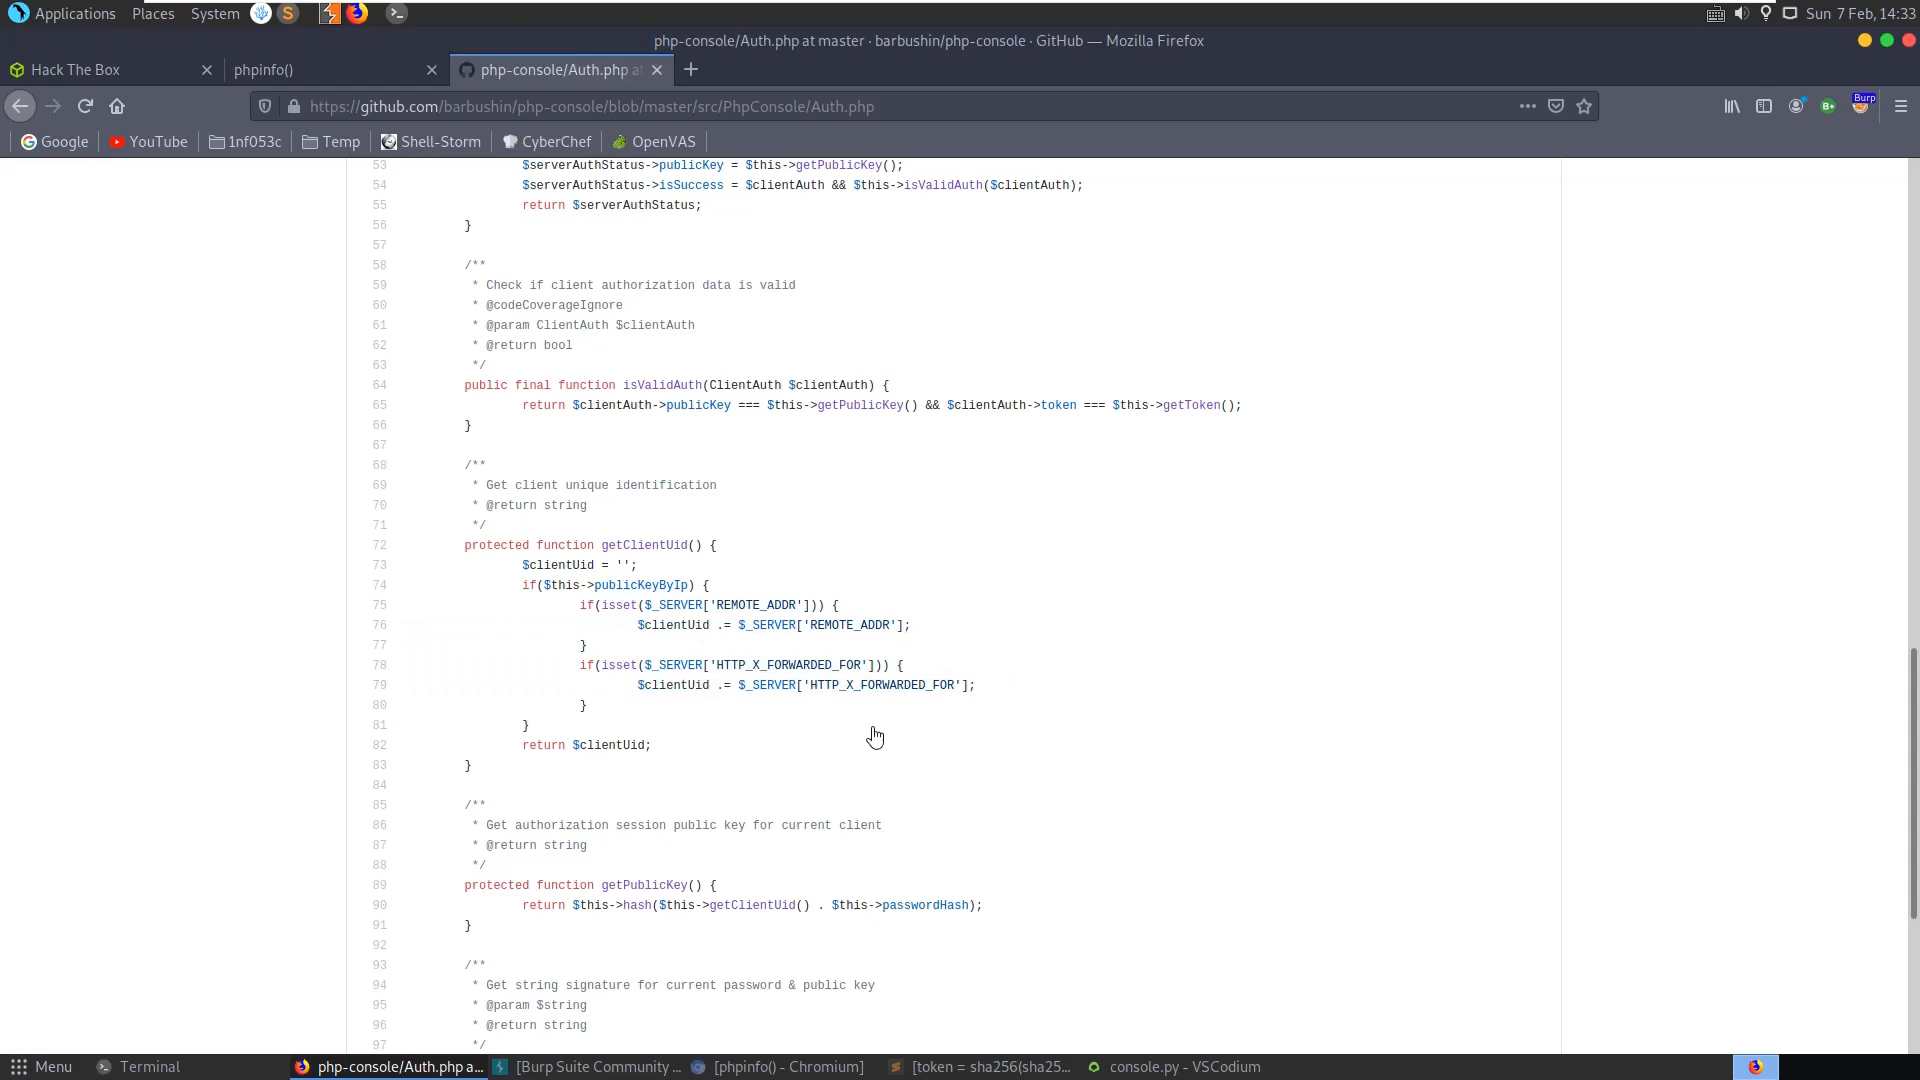 Applications Places System Sun 7 Feb, 14:33
php-console/Auth.php at master · barbushin/php-console · GitHub — Mozilla Firefox
Hack The Box phpinfo() php-console/Auth.php at
https://github.com/barbushin/php-console/blob/master/src/PhpConsole/Auth.php B+ Burp
Google YouTube 1nf053c Temp Shell-Storm CyberChef OpenVAS
53 $serverAuthStatus->publicKey = $this->getPublicKey();
54 $serverAuthStatus->isSuccess = $clientAuth && $this->isValidAuth($clientAuth);
55 return $serverAuthStatus;
56 }
57
58 /**
59 * Check if client authorization data is valid
60 * @codeCoverageIgnore
61 * @param ClientAuth $clientAuth
62 * @return bool
63 */
64 public final function isValidAuth(ClientAuth $clientAuth) {
65 return $clientAuth->publicKey === $this->getPublicKey() && $clientAuth->token === $this->getToken();
66 }
67
68 /**
69 * Get client unique identification
70 * @return string
71 */
72 protected function getClientUid() {
73 $clientUid = '';
74 if($this->publicKeyByIp) {
75 if(isset($_SERVER['REMOTE_ADDR'])) {
76 $clientUid .= $_SERVER['REMOTE_ADDR'];
77 }
78 if(isset($_SERVER['HTTP_X_FORWARDED_FOR'])) {
79 $clientUid .= $_SERVER['HTTP_X_FORWARDED_FOR'];
80 }
81 }
82 return $clientUid;
83 }
84
85 /**
86 * Get authorization session public key for current client
87 * @return string
88 */
89 protected function getPublicKey() {
90 return $this->hash($this->getClientUid() . $this->passwordHash);
91 }
92
93 /**
94 * Get string signature for current password & public key
95 * @param $string
96 * @return string
97 */
Menu Terminal php-console/Auth.php a... [Burp Suite Community ... [phpinfo() - Chromium] [token = sha256(sha25... console.py - VSCodium